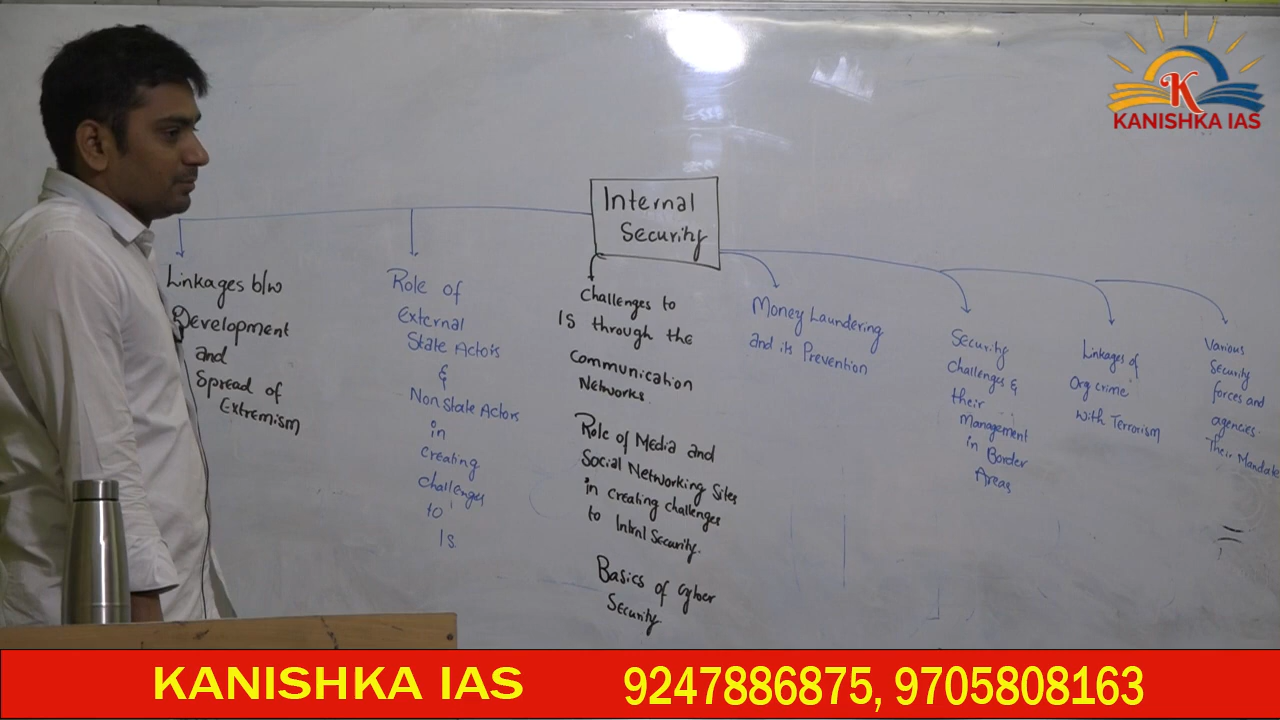 K
KANISHKA IAS
Internal
Security
Linkages b/w
Development
and
Spread of
Extremism
Role of
External
State Actors
&
Non State Actors
in
creating
challenges
to
IS
Challenges to
IS through the
Communication
Networks.
Role of Media and
Social Networking Sites
in creating challenges
to Intrnl Security.
Basics of Cyber
Security
Money Laundering
and its Prevention
Security
challenges &
their
Management
in Border
Areas
Linkages of
Org crime
with Terrorism
Various
Security
forces and
agencies.
Their Mandate
KANISHKA IAS 9247886875, 9705808163